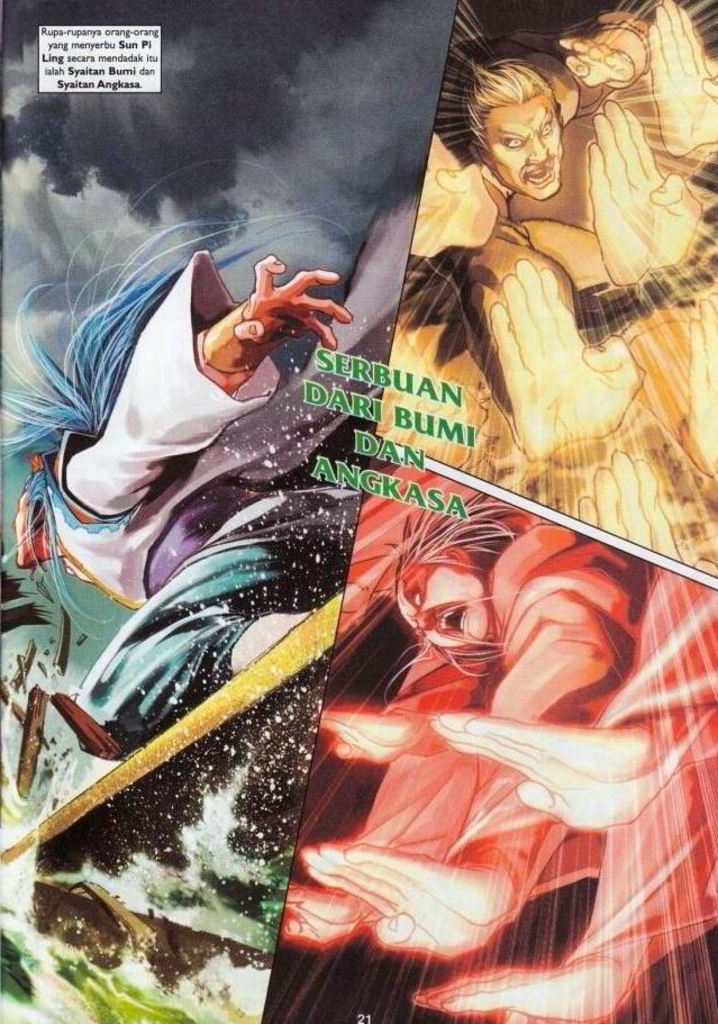 Rupa-rupanya orang-orang
yang menyerbu Sun Pi
Ling secara mendadak itu
ialah Syaitan Bumi dan
Syaitan Angkasa.
SERBUAN
DARI BUMI
DAN
ANGKASA
21